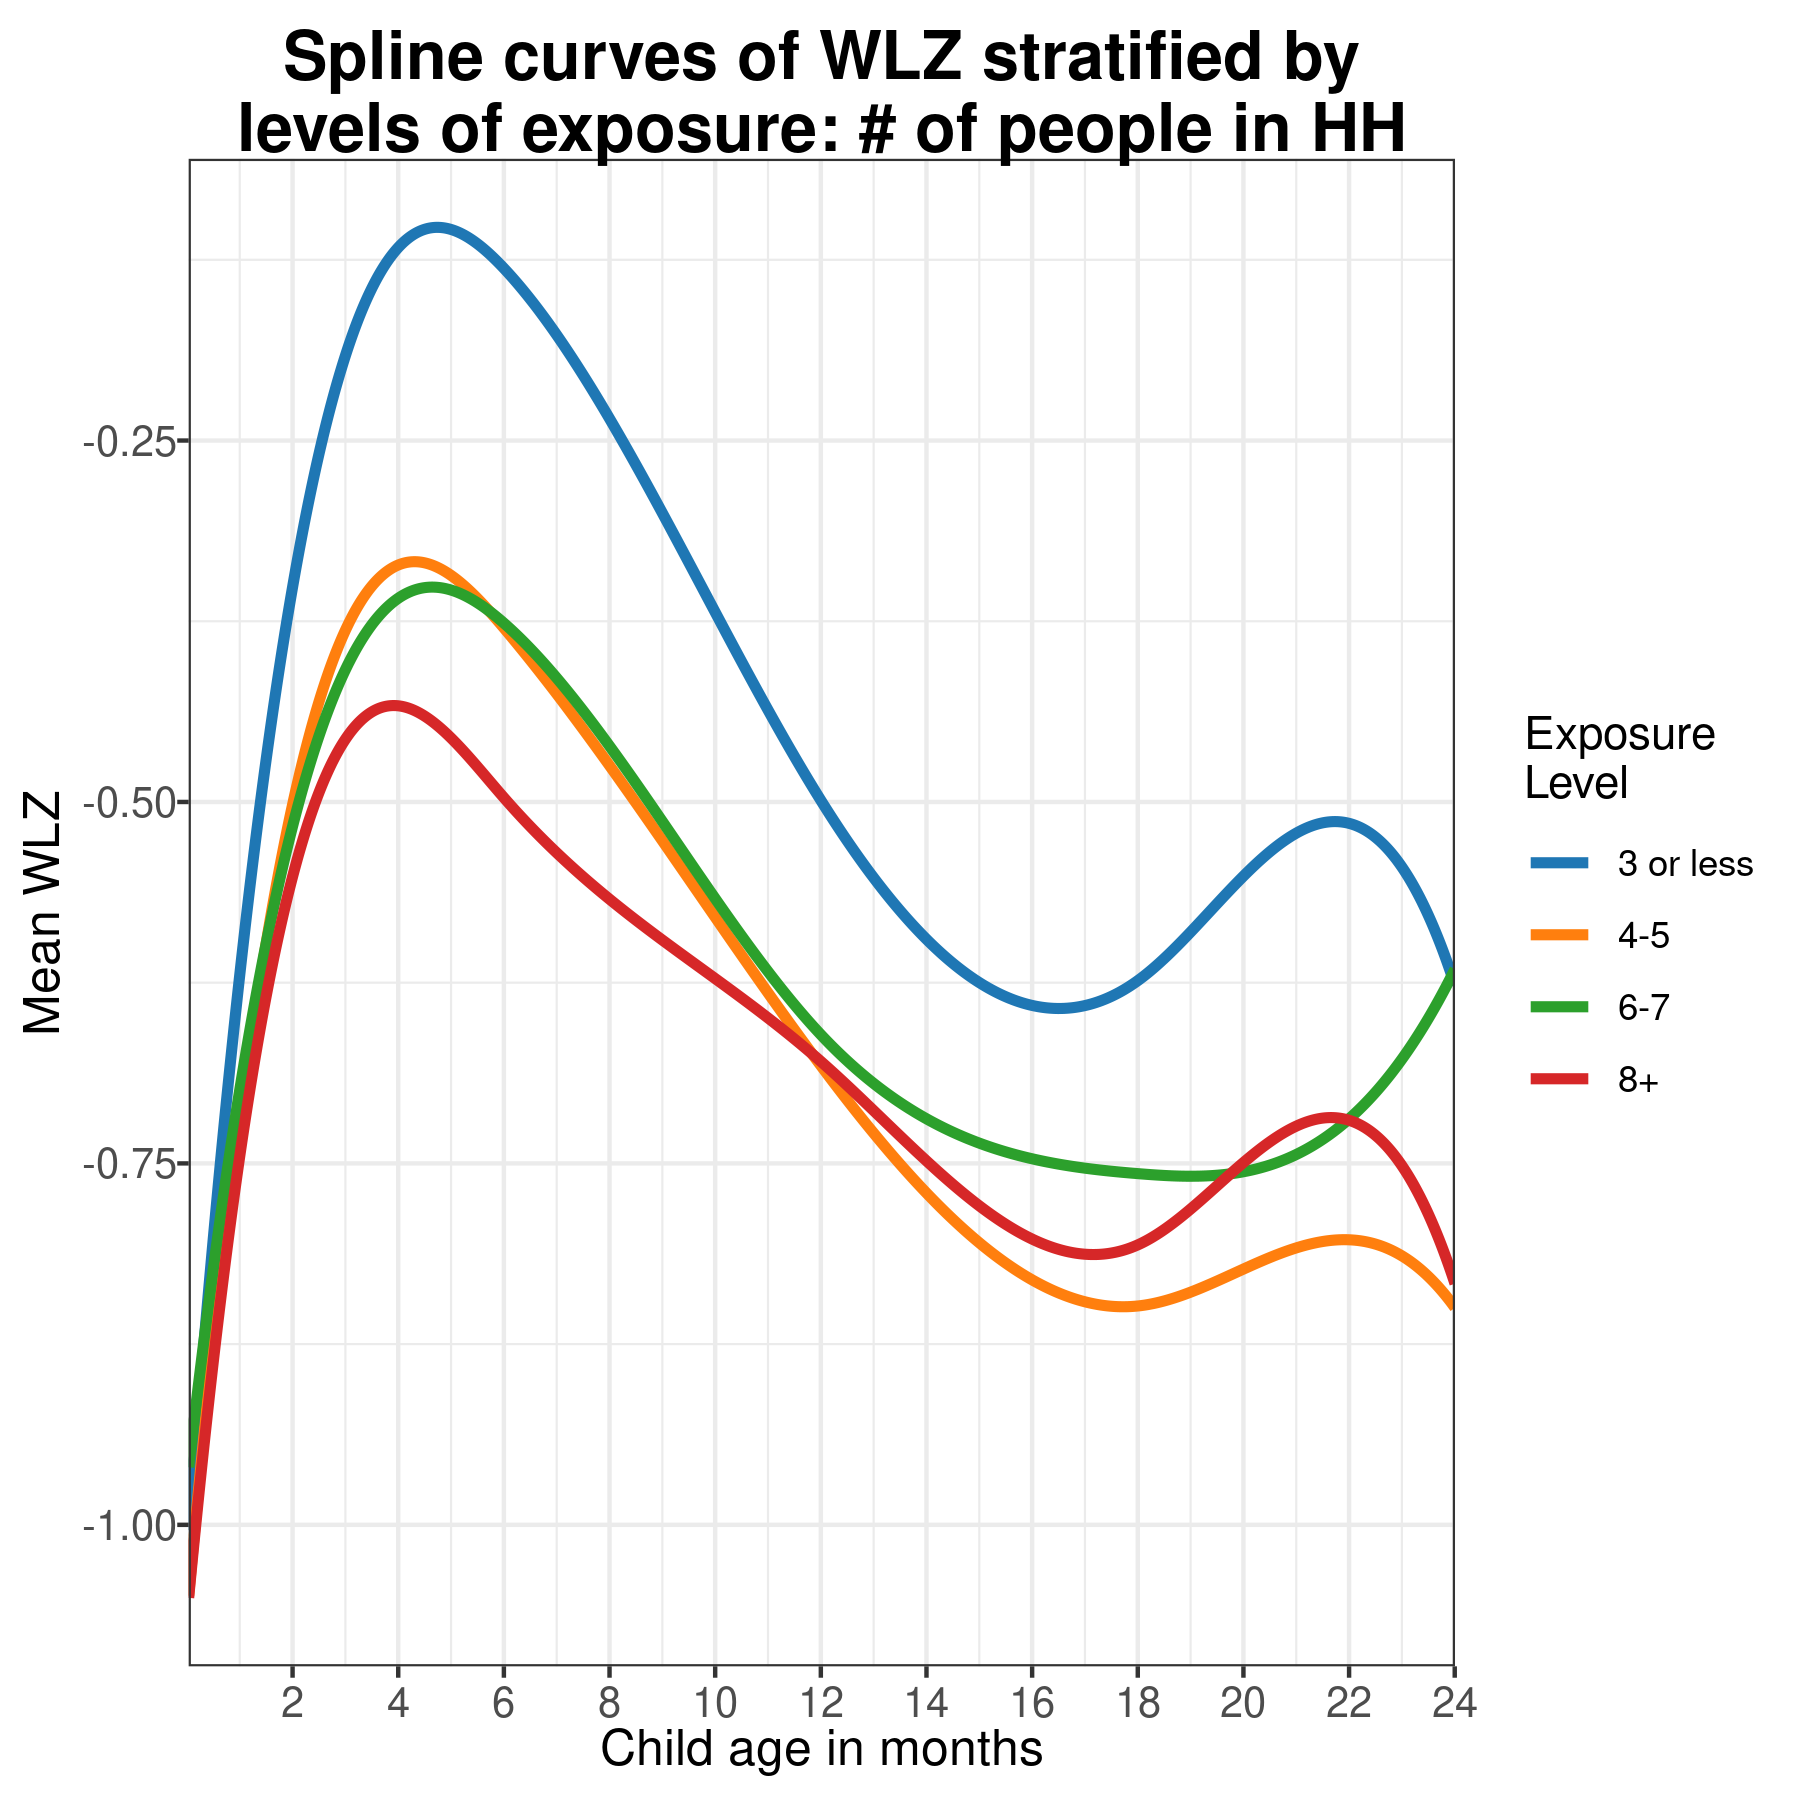 Spline curves of WLZ stratified by
levels of exposure: # of people in HH
Mean WLZ
-0.25
-0.50
-0.75
-1.00
2 4 6 8 10 12 14 16 18 20 22 24
Child age in months
Exposure
Level
3 or less
4-5
6-7
8+